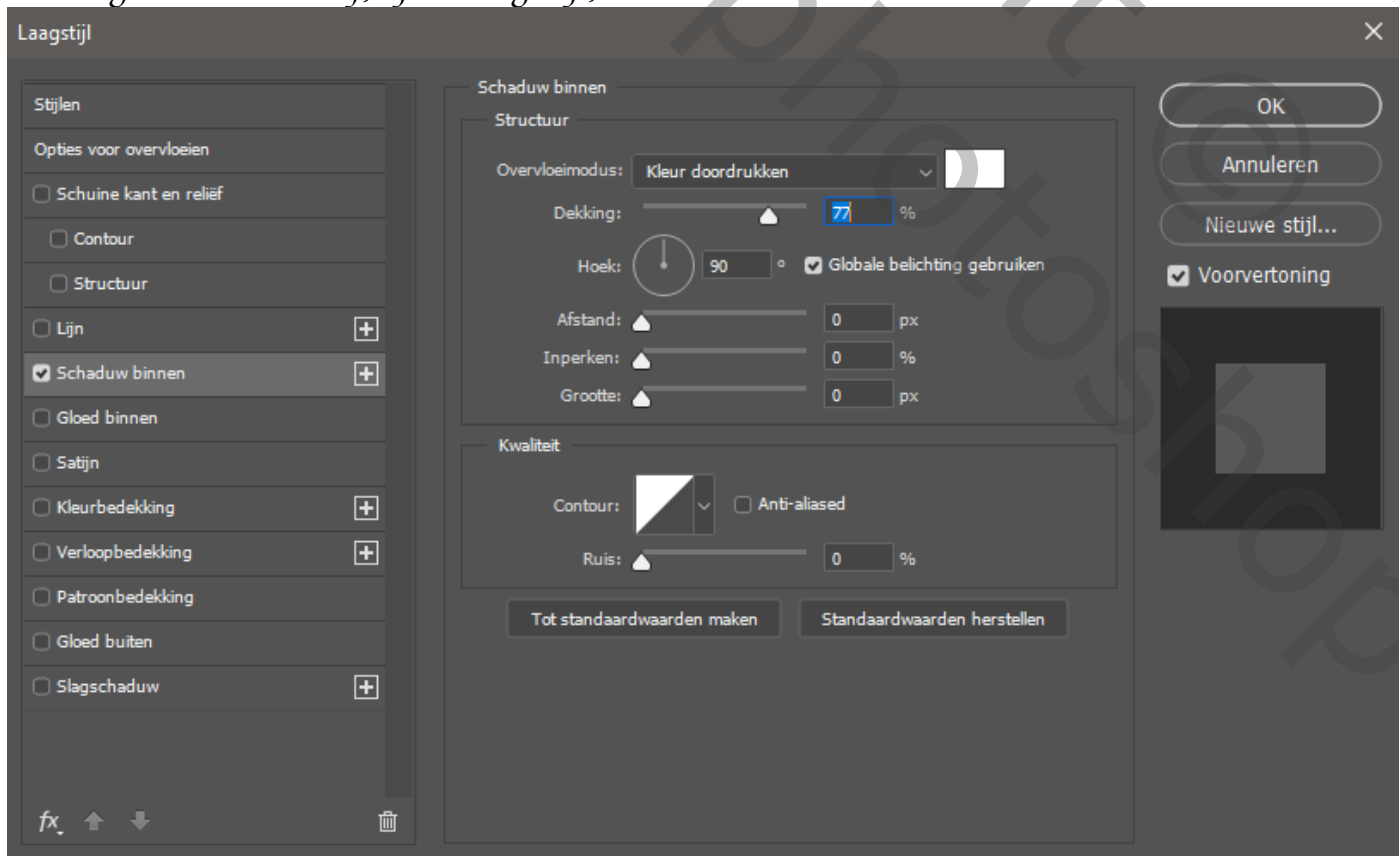 Laagstijl
Stijlen
Opties voor overvloeien
Schuine kant en reliëf
Contour
Structuur
Lijn
Schaduw binnen
Gloed binnen
Satijn
Kleurbedekking
Verloopbedekking
Patroonbedekking
Gloed buiten
Slagschaduw
fx
Schaduw binnen
Structuur
Overvloeimodus: Kleur doordrukken
Dekking: 77 %
Hoek: 90 ° Globale belichting gebruiken
Afstand: 0 px
Inperken: 0 %
Grootte: 0 px
Kwaliteit
Contour: Anti-aliased
Ruis: 0 %
Tot standaardwaarden maken Standaardwaarden herstellen
OK
Annuleren
Nieuwe stijl...
Voorvertoning
photoshop
©